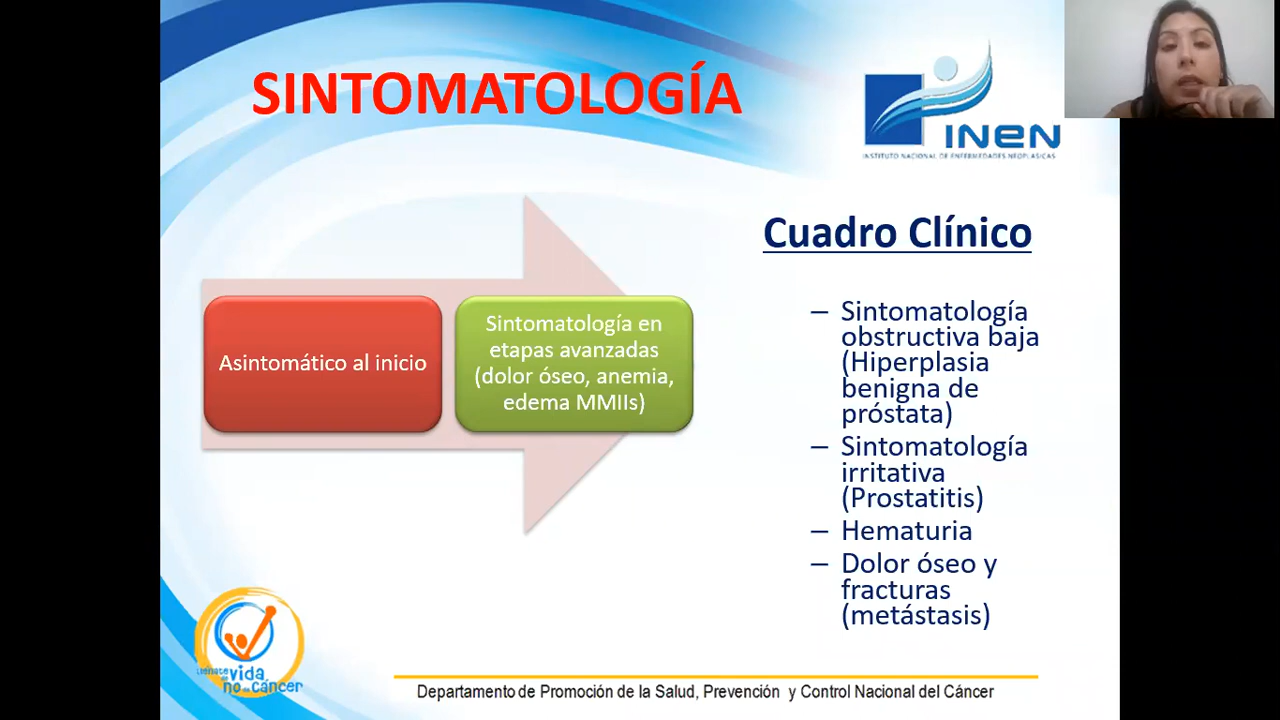 SINTOMATOLOGÍA
INEN
INSTITUTO NACIONAL DE ENFERMEDADES NEOPLASICAS
Asintomático al inicio
Sintomatología en
etapas avanzadas
(dolor óseo, anemia,
edema MMIIs)
Cuadro Clínico
– Sintomatología
obstructiva baja
(Hiperplasia
benigna de
próstata)
– Sintomatología
irritativa
(Prostatitis)
– Hematuria
– Dolor óseo y
fracturas
(metástasis)
vida
no cáncer
Departamento de Promoción de la Salud, Prevención y Control Nacional del Cáncer